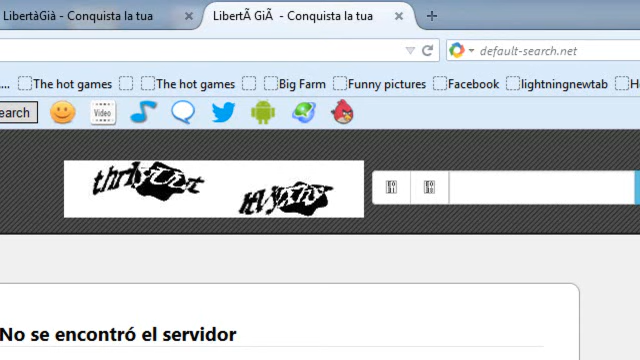 LibertàGià - Conquista la tua
LibertÃ GiÃ  - Conquista la tua
default-search.net
The hot games
The hot games
Big Farm
Funny pictures
Facebook
lightningnewtab
earch
Video
No se encontró el servidor